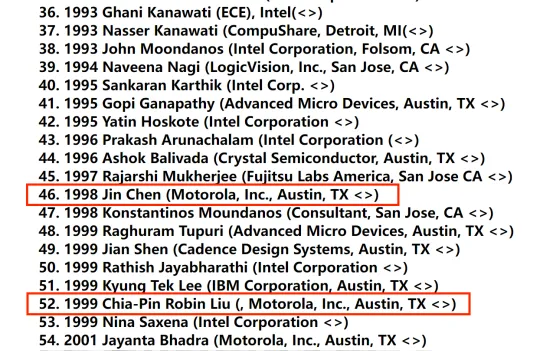 36. 1993 Ghani Kanawati (ECE), Intel(<>)
37. 1993 Nasser Kanawati (CompuShare, Detroit, MI(<>)
38. 1993 John Moondanos (Intel Corporation, Folsom, CA <>)
39. 1994 Naveena Nagi (LogicVision, Inc., San Jose, CA <>)
40. 1995 Sankaran Karthik (Intel Corp. <>)
41. 1995 Gopi Ganapathy (Advanced Micro Devices, Austin, TX <>)
42. 1995 Yatin Hoskote (Intel Corporation <>)
43. 1996 Prakash Arunachalam (Intel Corporation (<>)
44. 1996 Ashok Balivada (Crystal Semiconductor, Austin, TX <>)
45. 1997 Rajarshi Mukherjee (Fujitsu Labs America, San Jose CA <>)
46. 1998 Jin Chen (Motorola, Inc., Austin, TX <>)
47. 1998 Konstantinos Moundanos (Consultant, San Jose, CA <>)
48. 1999 Raghuram Tupuri (Advanced Micro Devices, Austin, TX <>)
49. 1999 Jian Shen (Cadence Design Systems, Austin, TX <>)
50. 1999 Rathish Jayabharathi (Intel Corporation <>)
51. 1999 Kyung Tek Lee (IBM Corporation, Austin, TX <>)
52. 1999 Chia-Pin Robin Liu (, Motorola, Inc., Austin, TX <>)
53. 1999 Nina Saxena (Intel Corporation <>)
54. 2001 Jayanta Bhadra (Motorola, Inc., Austin, TX <>)